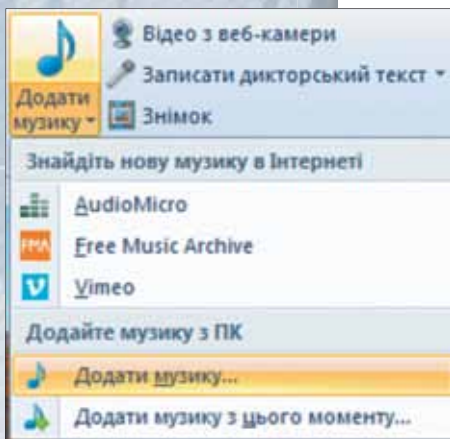 Відео з веб-камери
Записати дикторський текст
Додати музику
Знімок
Знайдіть нову музику в Інтернеті
AudioMicro
FMA Free Music Archive
Vimeo
Додайте музику з ПК
Додати музику...
Додати музику з цього моменту...